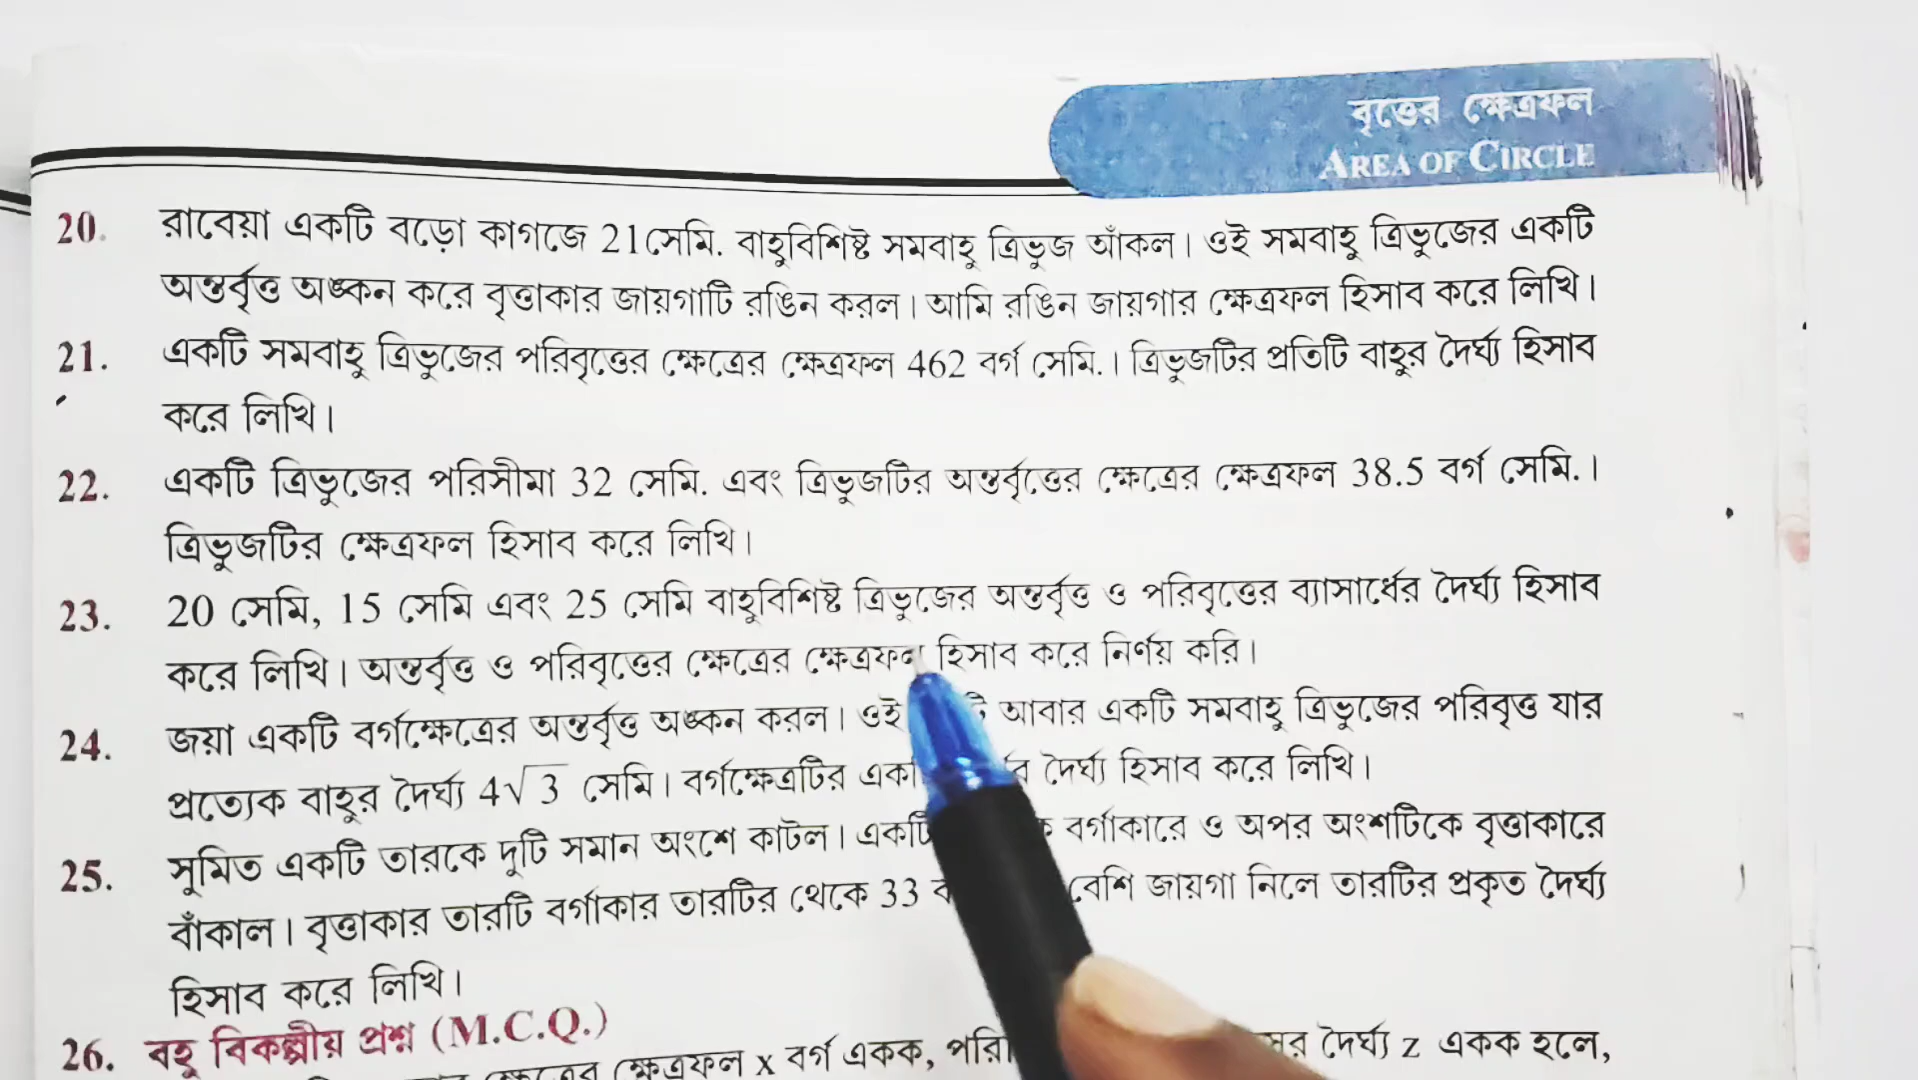 বৃত্তের ক্ষেত্রফল
AREA OF CIRCLE
20. রাবেয়া একটি বড়ো কাগজে 21সেমি. বাহুবিশিষ্ট সমবাহু ত্রিভুজ আঁকল। ওই সমবাহু ত্রিভুজের একটি
অন্তর্বৃত্ত অঙ্কন করে বৃত্তাকার জায়গাটি রঙিন করল। আমি রঙিন জায়গার ক্ষেত্রফল হিসাব করে লিখি।
21. একটি সমবাহু ত্রিভুজের পরিবৃত্তের ক্ষেত্রের ক্ষেত্রফল 462 বর্গ সেমি.। ত্রিভুজটির প্রতিটি বাহুর দৈর্ঘ্য হিসাব
করে লিখি।
22. একটি ত্রিভুজের পরিসীমা 32 সেমি. এবং ত্রিভুজটির অন্তর্বৃত্তের ক্ষেত্রের ক্ষেত্রফল 38.5 বর্গ সেমি.।
ত্রিভুজটির ক্ষেত্রফল হিসাব করে লিখি।
23. 20 সেমি, 15 সেমি এবং 25 সেমি বাহুবিশিষ্ট ত্রিভুজের অন্তর্বৃত্ত ও পরিবৃত্তের ব্যাসার্ধের দৈর্ঘ্য হিসাব
করে লিখি। অন্তর্বৃত্ত ও পরিবৃত্তের ক্ষেত্রের ক্ষেত্রফল হিসাব করে নির্ণয় করি।
24. জয়া একটি বর্গক্ষেত্রের অন্তর্বৃত্ত অঙ্কন করল। ওই আবার একটি সমবাহু ত্রিভুজের পরিবৃত্ত যার
প্রত্যেক বাহুর দৈর্ঘ্য 4√3 সেমি। বর্গক্ষেত্রটির দৈর্ঘ্য হিসাব করে লিখি।
25. সুমিত একটি তারকে দুটি সমান অংশে কাটল। একটি বর্গাকারে ও অপর অংশটিকে বৃত্তাকারে
বাঁকাল। বৃত্তাকার তারটি বর্গাকার তারটির থেকে 33 বেশি জায়গা নিলে তারটির প্রকৃত দৈর্ঘ্য
হিসাব করে লিখি।
26. বহু বিকল্পীয় প্রশ্ন (M.C.Q.)
ক্ষেত্রের ক্ষেত্রফল x বর্গ একক, দৈর্ঘ্য z একক হলে,